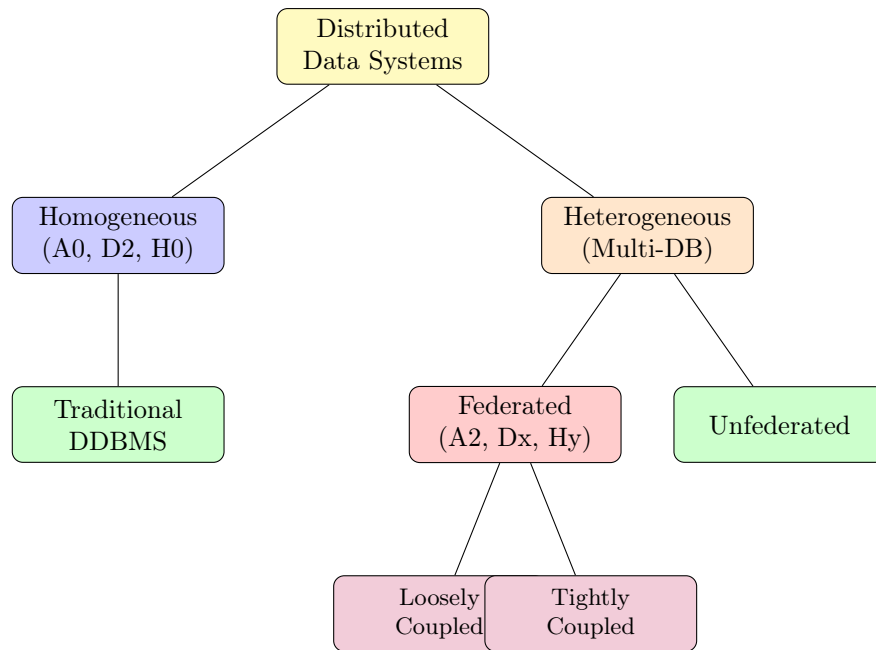 Distributed
Data Systems
Homogeneous
(A0, D2, H0)
Heterogeneous
(Multi-DB)
Traditional
DDBMS
Federated
(A2, Dx, Hy)
Unfederated
Loosely
Coupled
Tightly
Coupled